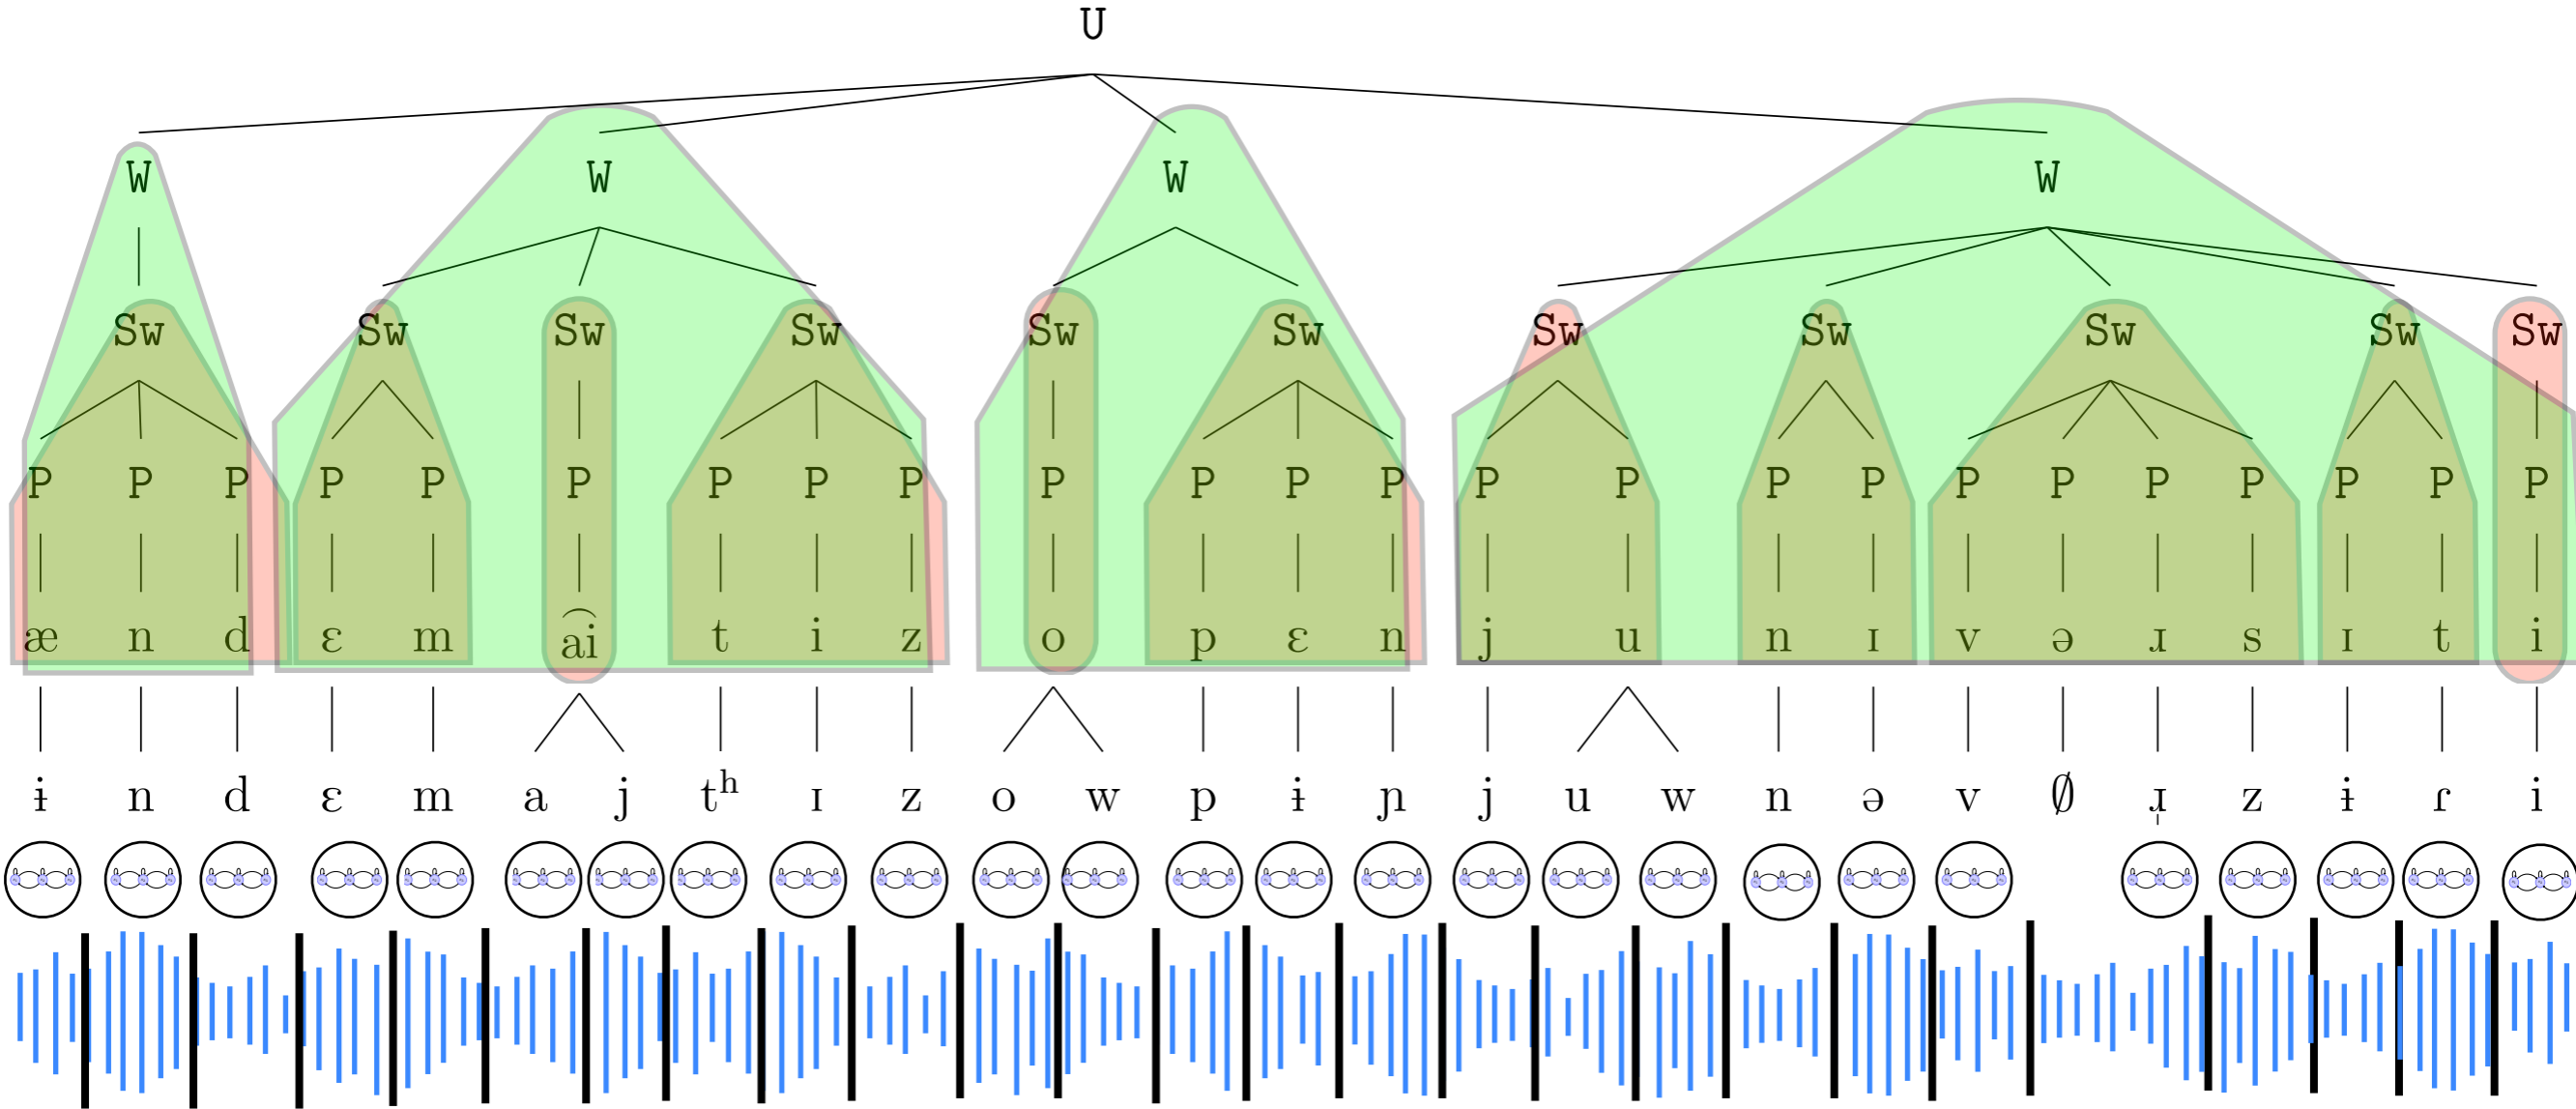 U
W W W W
Sw Sw Sw Sw Sw Sw Sw Sw Sw Sw Sw
P P P P P P P P P P P P P P P P P P P P P P P
æ n d ɛ m a͡i t i z o p ɛ n j u n ɪ v ə ɹ s ɪ t i
ɨ n d ɛ m a j tʰ ɪ z o w p ɨ ɲ j u w n ə v ∅ ɹ̩ z ɨ ɾ i